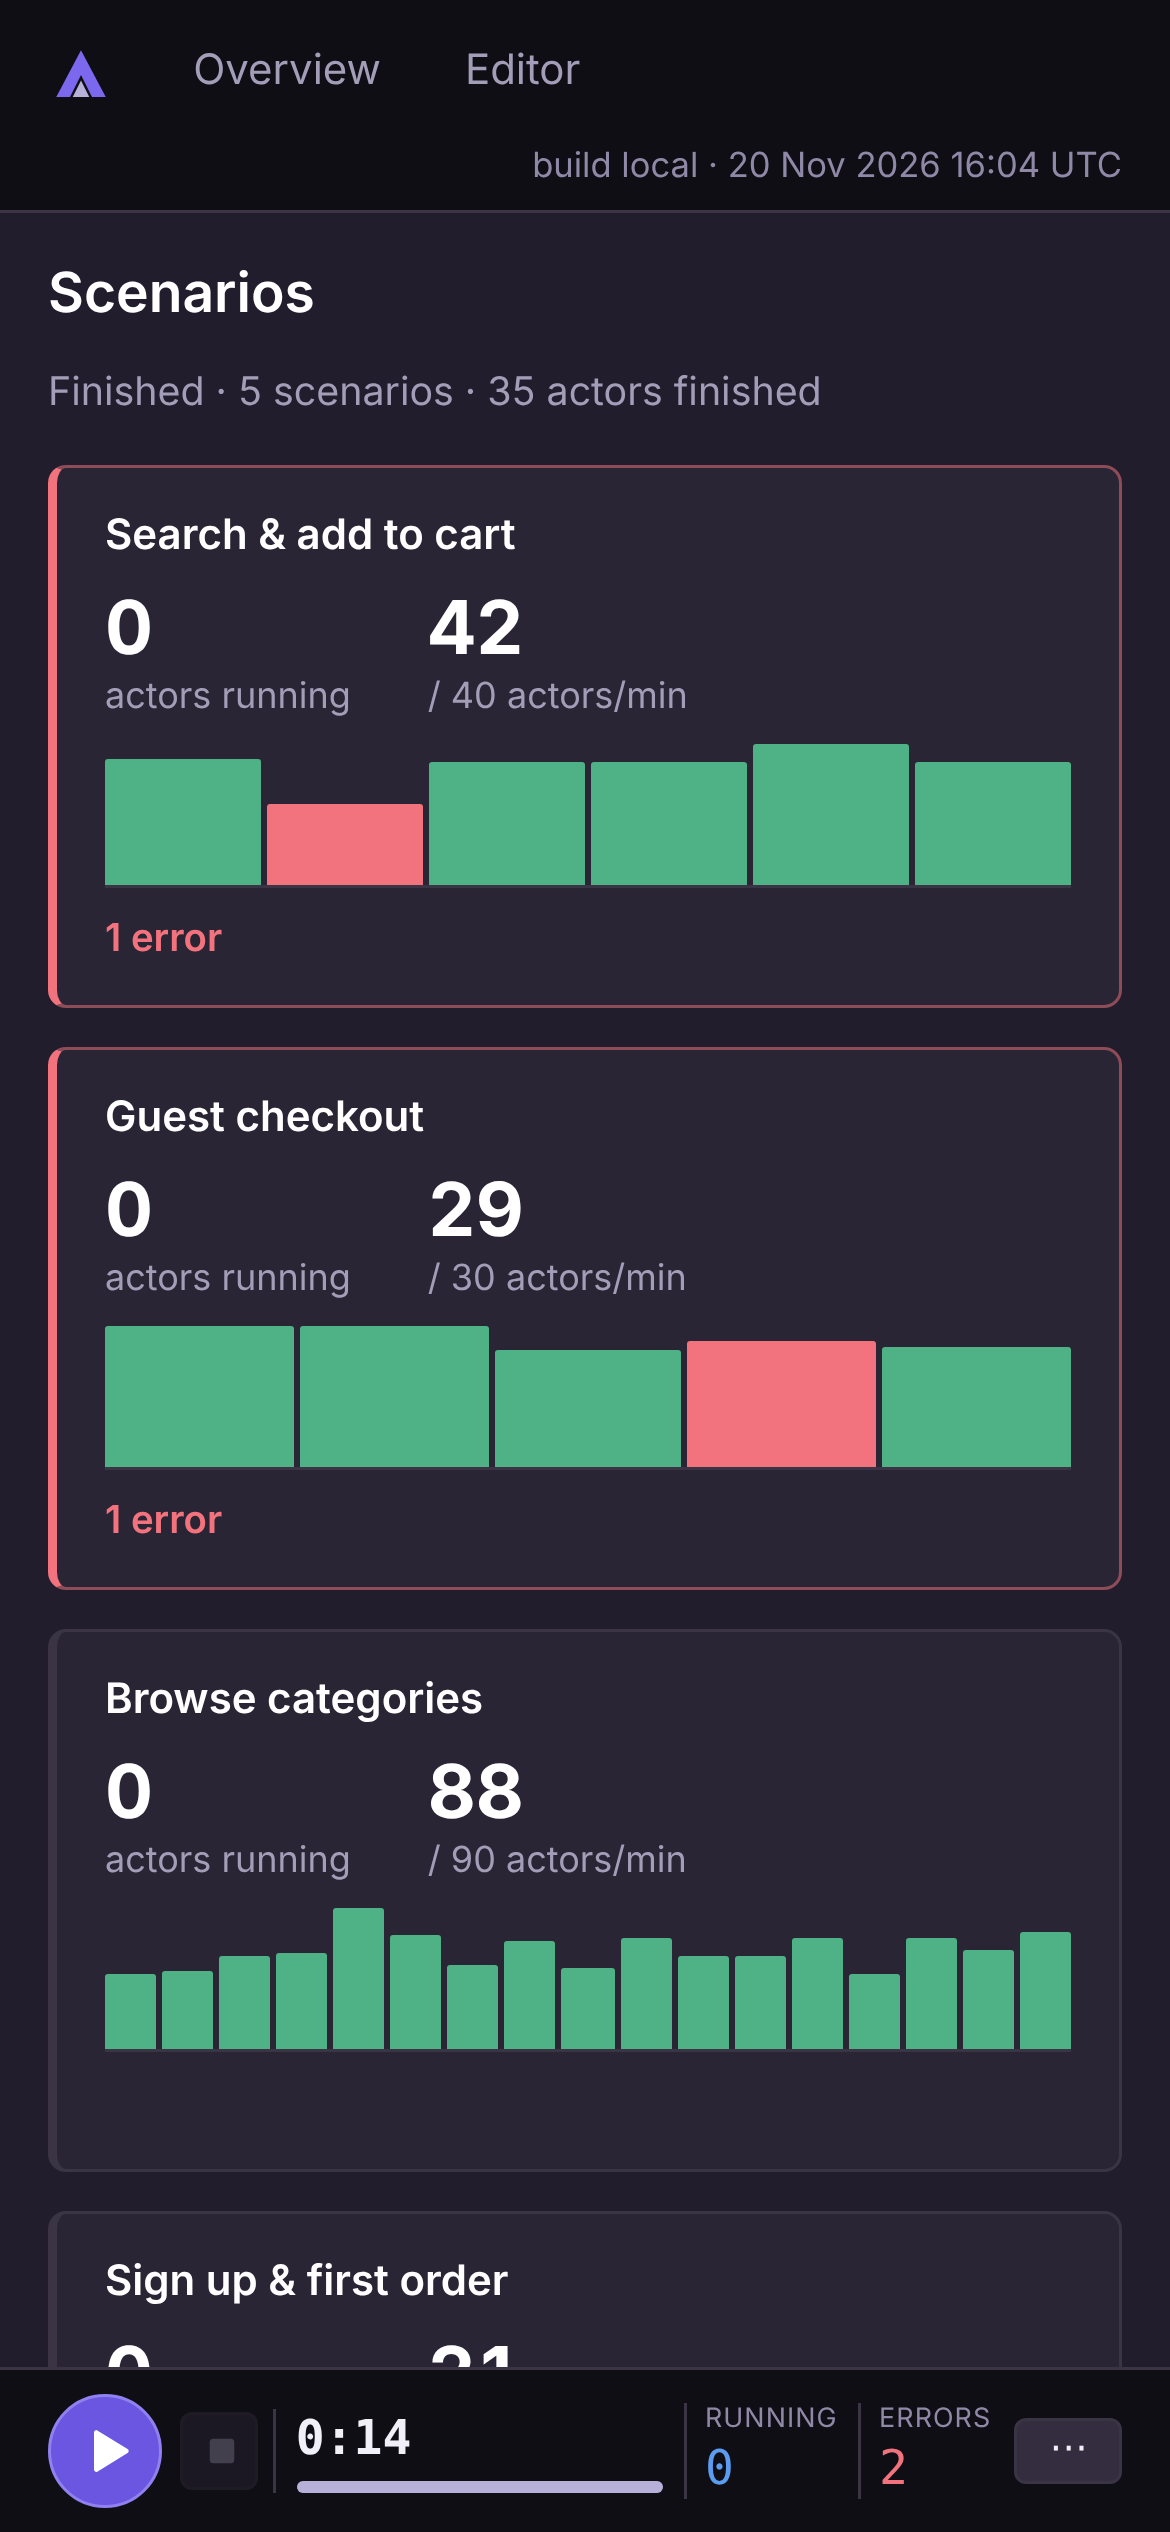 Overview Editor
build local · 20 Nov 2026 16:04 UTC
Scenarios
Finished · 5 scenarios · 35 actors finished
Search & add to cart
0 42
actors running / 40 actors/min
1 error
Guest checkout
0 29
actors running / 30 actors/min
1 error
Browse categories
0 88
actors running / 90 actors/min
Sign up & first order
0 21
0:14
RUNNING ERRORS
0 2
···